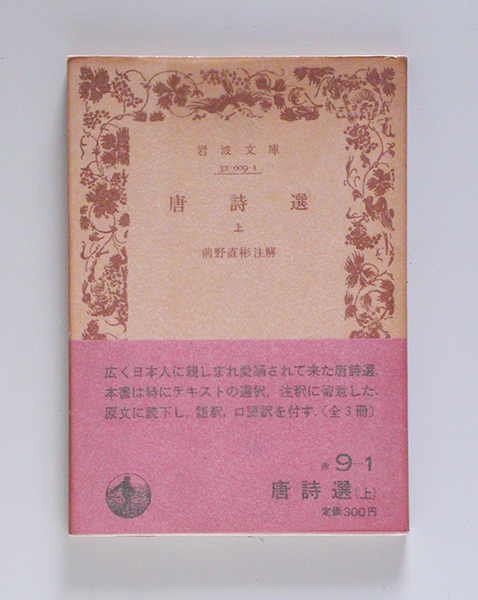 岩波文庫
32-009-1
唐詩選
上
前野直彬注解
広く日本人に親しまれ愛誦されて来た唐詩選.
本書は特にテキストの選択, 注釈に留意した.
原文に読下し, 語釈, 口語訳を付す.〈全3冊〉
9-1
唐詩選(上)
定価300円